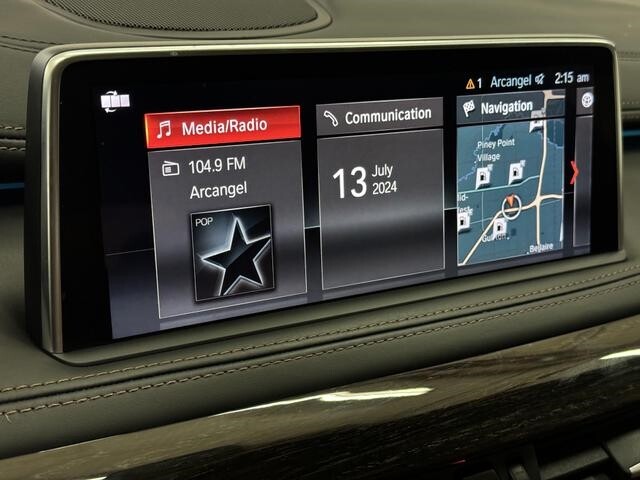 1 Arcangel 2:15 am
Media/Radio
104.9 FM
Arcangel
POP
Communication
13 July
2024
Navigation
Piney Point
Village
Bellaire